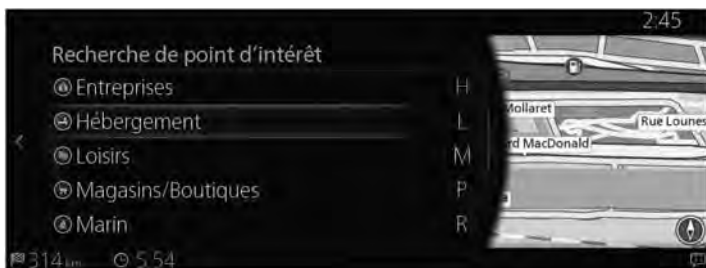 2:45
Recherche de point d'intérêt
Entreprises H
Hébergement L
Loisirs M
Magasins/Boutiques P
Marin R
Mollaret
Rue Lounes
rd MacDonald
314 km 5:54